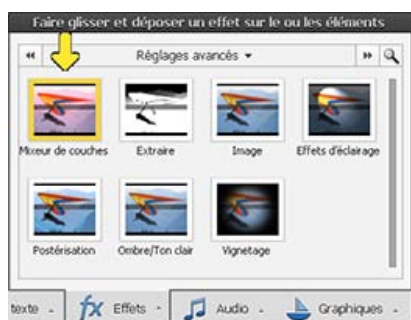 Faire glisser et déposer un effet sur le ou les éléments
Réglages avancés
Mixeur de couches Extraire Image Effets d'éclairage
Postérisation Ombre/Ton clair Vignetage
texte fx Effets Audio Graphiques